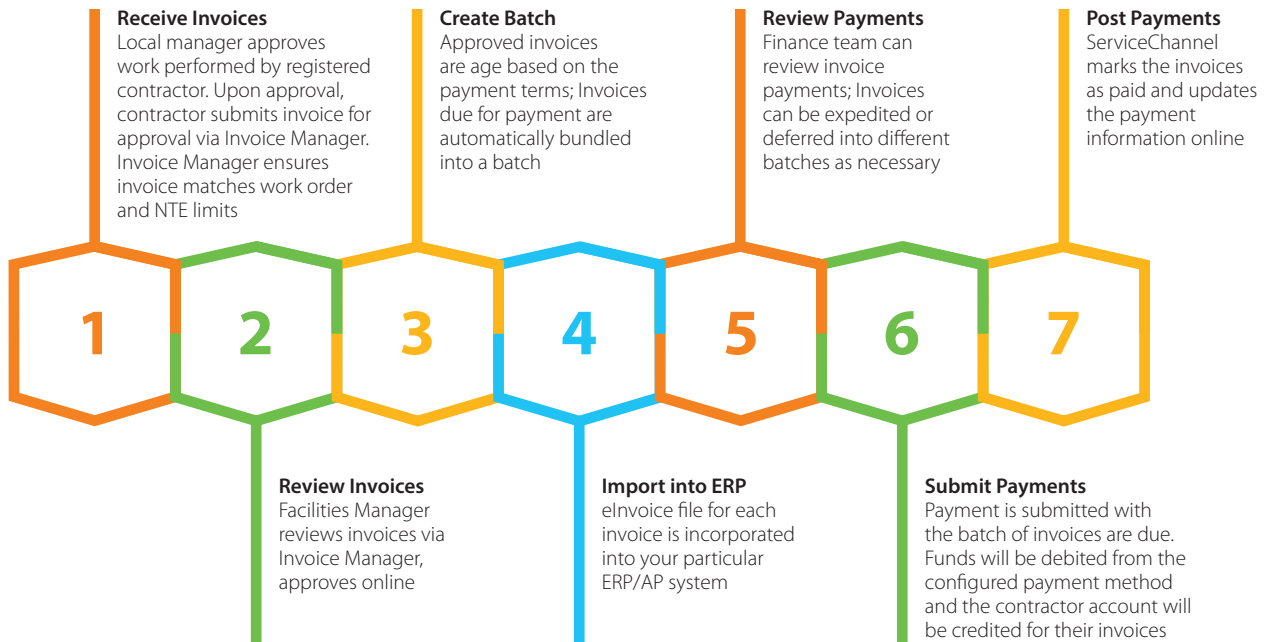 Receive Invoices
Local manager approves
work performed by registered
contractor. Upon approval,
contractor submits invoice for
approval via Invoice Manager.
Invoice Manager ensures
invoice matches work order
and NTE limits
Create Batch
Approved invoices
are age based on the
payment terms; Invoices
due for payment are
automatically bundled
into a batch
Review Payments
Finance team can
review invoice
payments; Invoices
can be expedited or
deferred into different
batches as necessary
Post Payments
ServiceChannel
marks the invoices
as paid and updates
the payment
information online
1
2
3
4
5
6
7
Review Invoices
Facilities Manager
reviews invoices via
Invoice Manager,
approves online
Import into ERP
eInvoice file for each
invoice is incorporated
into your particular
ERP/AP system
Submit Payments
Payment is submitted with
the batch of invoices are due.
Funds will be debited from the
configured payment method
and the contractor account will
be credited for their invoices